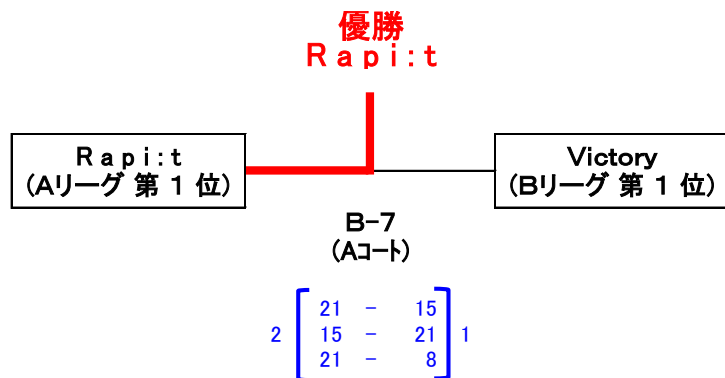 優勝
Rapi:t
Rapi:t
(Aリーグ 第 1 位)
Victory
(Bリーグ 第 1 位)
B-7
(Aコート)
21 - 15
2 15 - 21 1
21 - 8